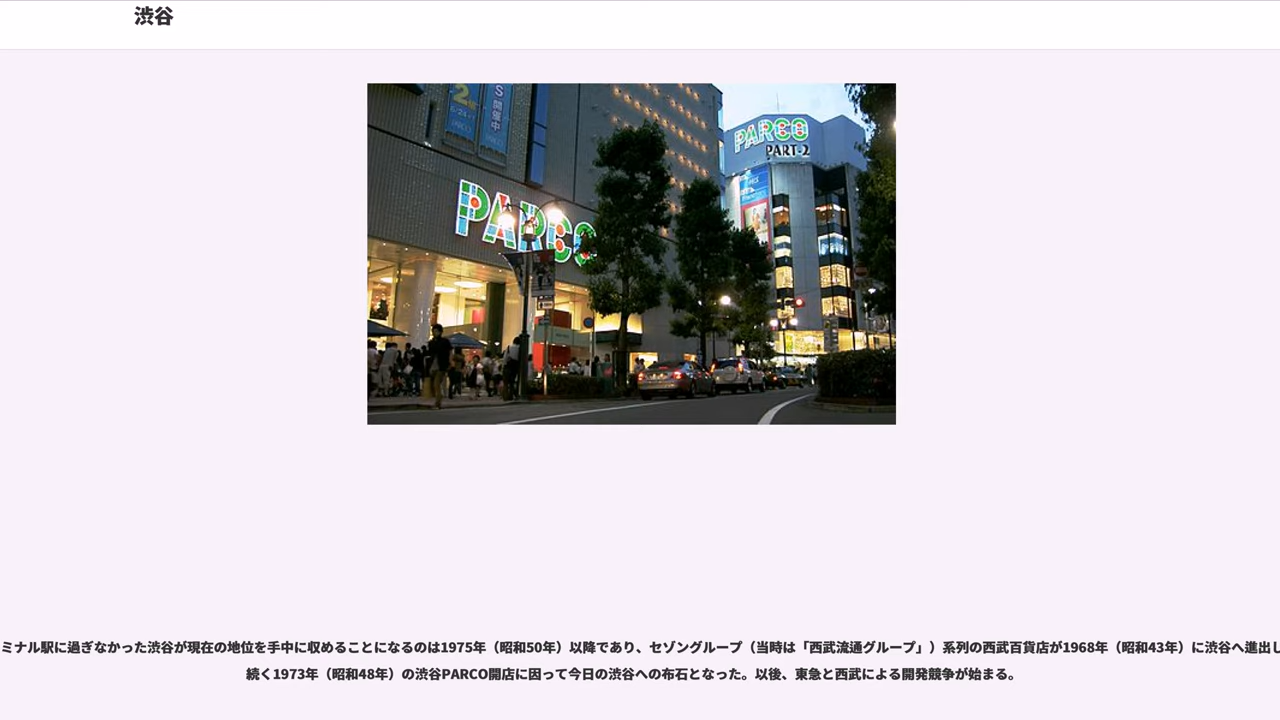 渋谷
2
S開催中
PARCO
PARCO
PART-2
ミナル駅に過ぎなかった渋谷が現在の地位を手中に収めることになるのは1975年（昭和50年）以降であり、セゾングループ（当時は「西武流通グループ」）系列の西武百貨店が1968年（昭和43年）に渋谷へ進出し
続く1973年（昭和48年）の渋谷PARCO開店に因って今日の渋谷への布石となった。以後、東急と西武による開発競争が始まる。